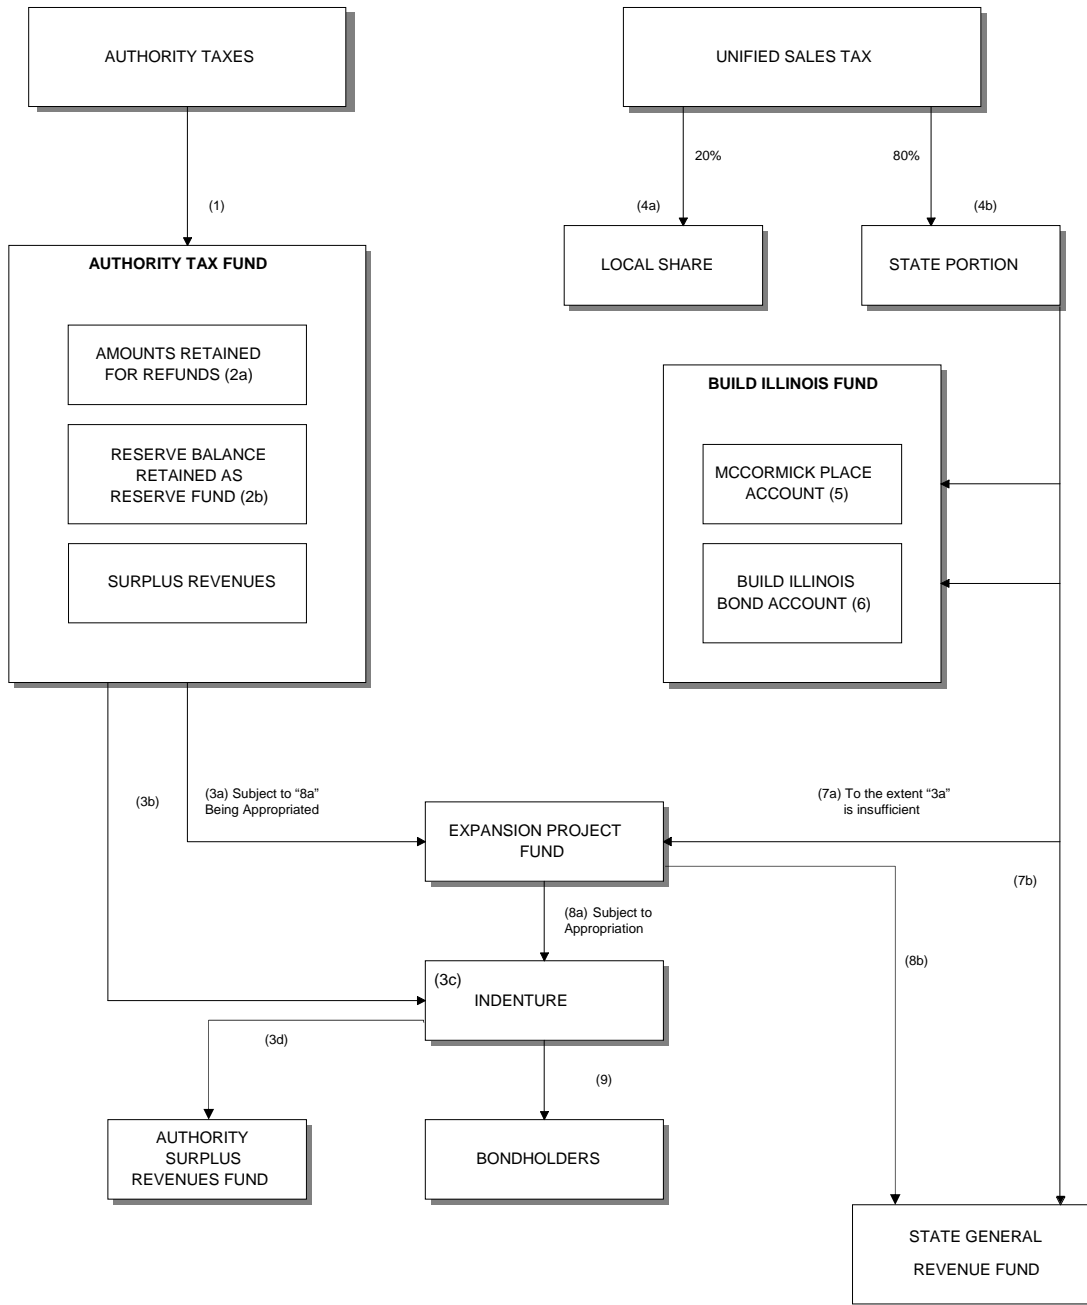 AUTHORITY TAXES
UNIFIED SALES TAX
20%
80%
(1)
(4a)
(4b)
AUTHORITY TAX FUND
LOCAL SHARE
STATE PORTION
AMOUNTS RETAINED
FOR REFUNDS (2a)
RESERVE BALANCE
RETAINED AS
RESERVE FUND (2b)
SURPLUS REVENUES
BUILD ILLINOIS FUND
MCCORMICK PLACE
ACCOUNT (5)
BUILD ILLINOIS
BOND ACCOUNT (6)
(3b)
(3a) Subject to “8a”
Being Appropriated
(7a) To the extent “3a”
is insufficient
EXPANSION PROJECT
FUND
(7b)
(8a) Subject to
Appropriation
(8b)
(3c)
INDENTURE
(3d)
(9)
AUTHORITY
SURPLUS
REVENUES FUND
BONDHOLDERS
STATE GENERAL
REVENUE FUND